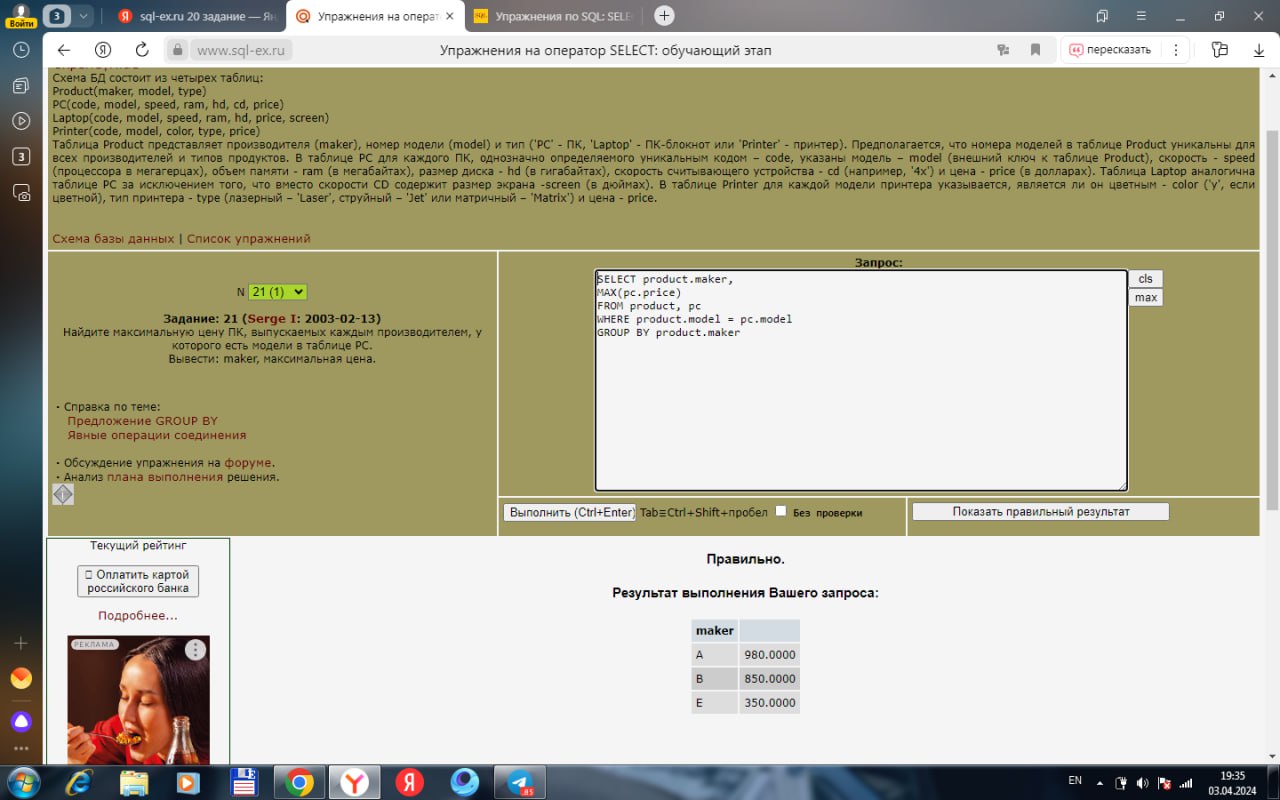 Войти
3
sql-ex.ru 20 задание — Ян
Упражнения на операт
Упражнения по SQL: SELE
www.sql-ex.ru
Упражнения на оператор SELECT: обучающий этап
пересказать
Схема БД состоит из четырех таблиц:
Product(maker, model, type)
PC(code, model, speed, ram, hd, cd, price)
Laptop(code, model, speed, ram, hd, price, screen)
Printer(code, model, color, type, price)
Таблица Product представляет производителя (maker), номер модели (model) и тип ('PC' - ПК, 'Laptop' - ПК-блокнот или 'Printer' - принтер). Предполагается, что номера моделей в таблице Product уникальны для
всех производителей и типов продуктов. В таблице PC для каждого ПК, однозначно определяемого уникальным кодом – code, указаны модель – model (внешний ключ к таблице Product), скорость - speed
(процессора в мегагерцах), объем памяти - ram (в мегабайтах), размер диска - hd (в гигабайтах), скорость считывающего устройства - cd (например, '4x') и цена - price (в долларах). Таблица Laptop аналогична
таблице PC за исключением того, что вместо скорости CD содержит размер экрана -screen (в дюймах). В таблице Printer для каждой модели принтера указывается, является ли он цветным - color ('y', если
цветной), тип принтера - type (лазерный – 'Laser', струйный – 'Jet' или матричный – 'Matrix') и цена - price.
Схема базы данных | Список упражнений
N 21 (1)
Задание: 21 (Serge I: 2003-02-13)
Найдите максимальную цену ПК, выпускаемых каждым производителем, у
которого есть модели в таблице PC.
Вывести: maker, максимальная цена.
· Справка по теме:
Предложение GROUP BY
Явные операции соединения
· Обсуждение упражнения на форуме.
· Анализ плана выполнения решения.
Запрос:
SELECT product.maker,
MAX(pc.price)
FROM product, pc
WHERE product.model = pc.model
GROUP BY product.maker
cls
max
Выполнить (Ctrl+Enter) Tab≡Ctrl+Shift+пробел Без проверки
Показать правильный результат
Текущий рейтинг
Оплатить картой
российского банка
Подробнее...
РЕКЛАМА
Правильно.
Результат выполнения Вашего запроса:
maker
A 980.0000
B 850.0000
E 350.0000
3
EN
19:35
03.04.2024